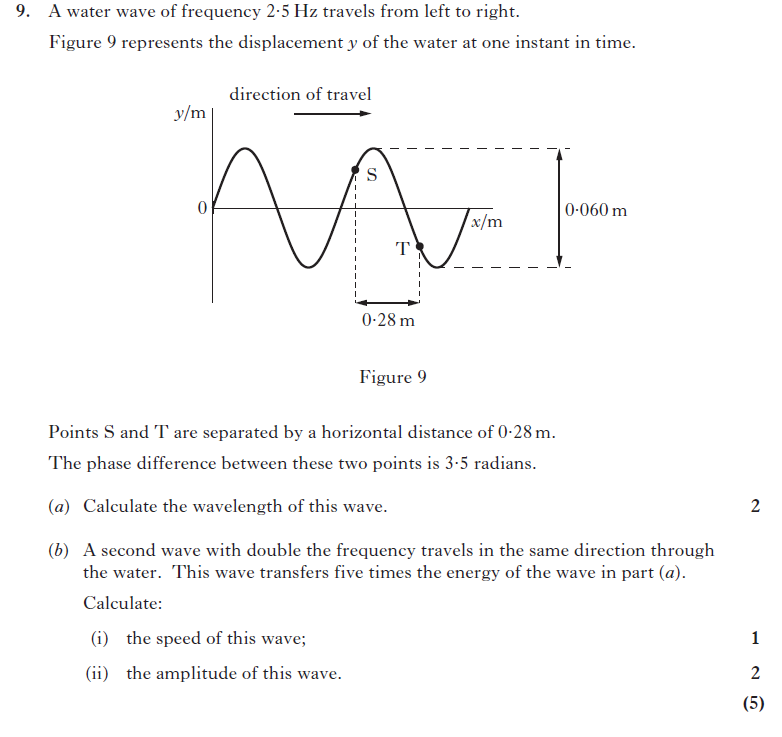 9. A water wave of frequency 2·5 Hz travels from left to right.
Figure 9 represents the displacement y of the water at one instant in time.
direction of travel
y/m
S
0
x/m
0·060 m
T
0·28 m
Figure 9
Points S and T are separated by a horizontal distance of 0·28 m.
The phase difference between these two points is 3·5 radians.
(a) Calculate the wavelength of this wave. 2
(b) A second wave with double the frequency travels in the same direction through
the water. This wave transfers five times the energy of the wave in part (a).
Calculate:
(i) the speed of this wave; 1
(ii) the amplitude of this wave. 2
(5)